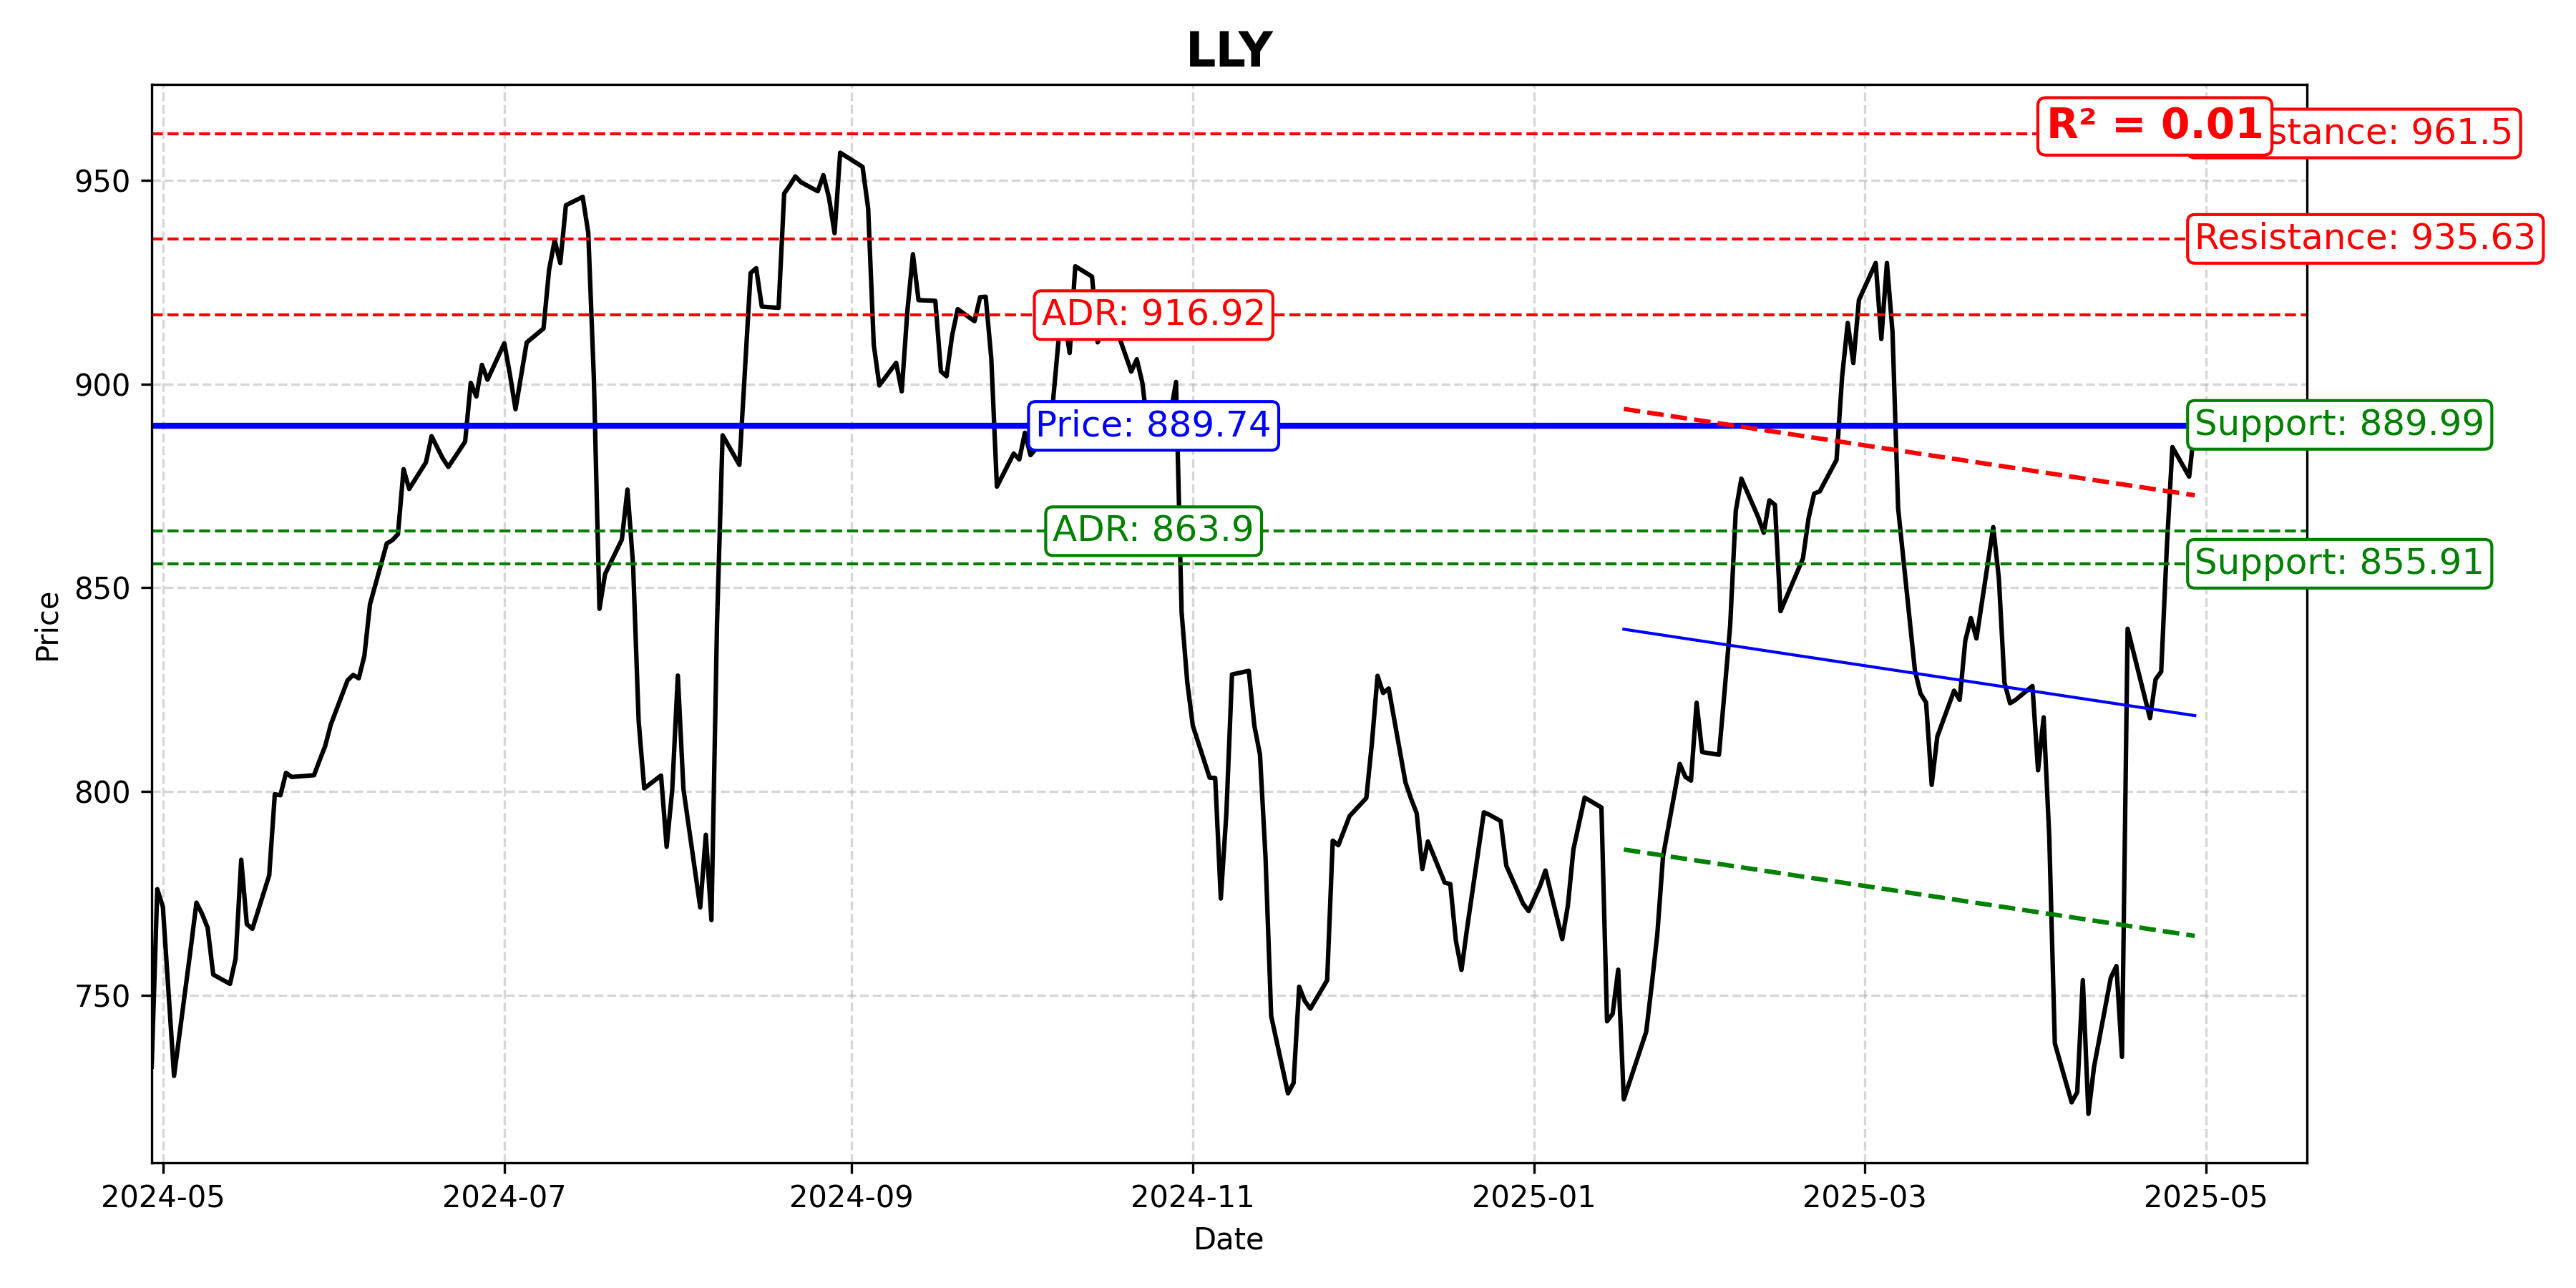 LLY
R² = 0.01
stance: 961.5
950
Resistance: 935.63
ADR: 916.92
900
Price: 889.74
Support: 889.99
ADR: 863.9
Support: 855.91
850
Price
800
750
2024-05 2024-07 2024-09 2024-11 2025-01 2025-03 2025-05
Date